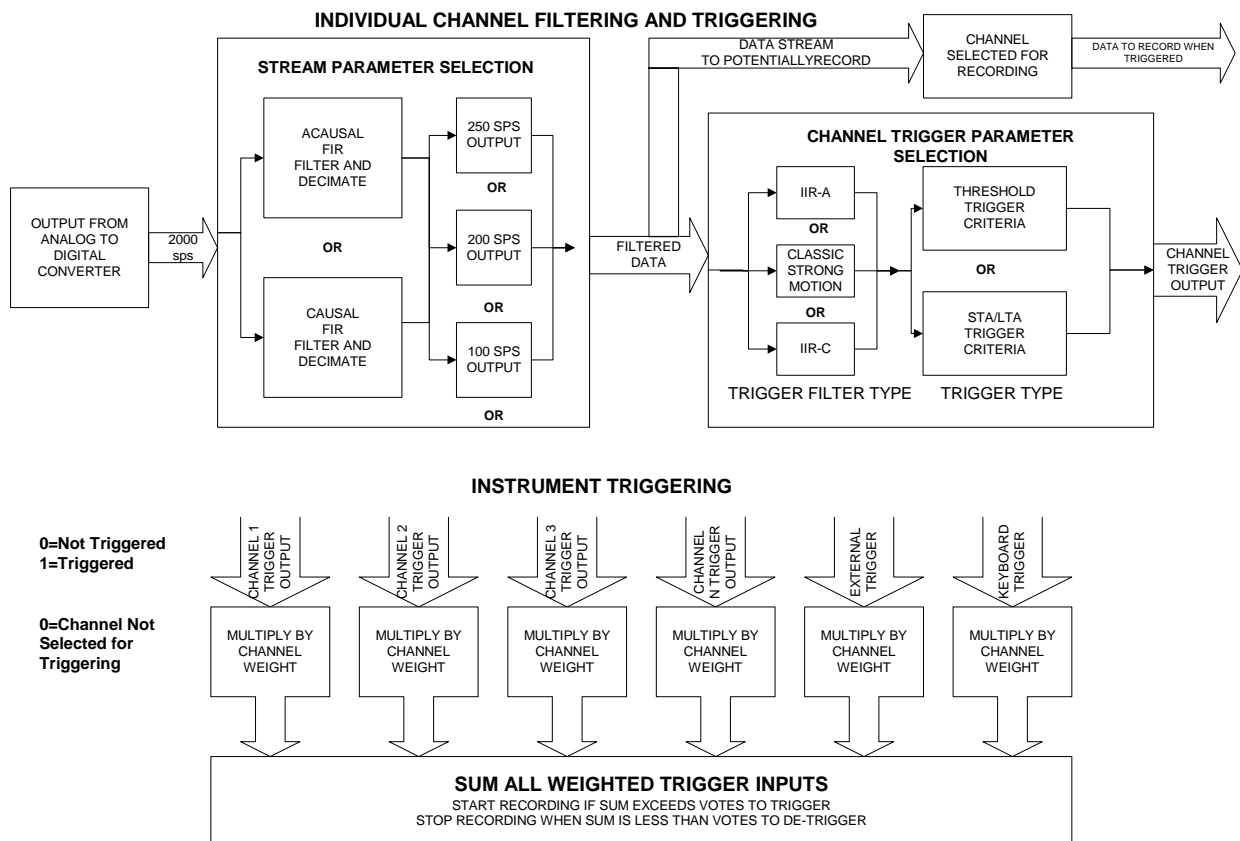 INDIVIDUAL CHANNEL FILTERING AND TRIGGERING
STREAM PARAMETER SELECTION
OUTPUT FROM
ANALOG TO
DIGITAL
CONVERTER
2000
sps
ACAUSAL
FIR
FILTER AND
DECIMATE
OR
CAUSAL
FIR
FILTER AND
DECIMATE
250 SPS
OUTPUT
OR
200 SPS
OUTPUT
OR
100 SPS
OUTPUT
OR
FILTERED
DATA
DATA STREAM
TO POTENTIALLYRECORD
CHANNEL
SELECTED FOR
RECORDING
DATA TO RECORD WHEN
TRIGGERED
CHANNEL TRIGGER PARAMETER
SELECTION
IIR-A
OR
CLASSIC
STRONG
MOTION
OR
IIR-C
TRIGGER FILTER TYPE
THRESHOLD
TRIGGER
CRITERIA
OR
STA/LTA
TRIGGER
CRITERIA
TRIGGER TYPE
CHANNEL
TRIGGER
OUTPUT
INSTRUMENT TRIGGERING
0=Not Triggered
1=Triggered
CHANNEL 1
TRIGGER
OUTPUT
CHANNEL 2
TRIGGER
OUTPUT
CHANNEL 3
TRIGGER
OUTPUT
CHANNEL
N TRIGGER
OUTPUT
EXTERNAL
TRIGGER
KEYBOARD
TRIGGER
0=Channel Not
Selected for
Triggering
MULTIPLY BY
CHANNEL
WEIGHT
MULTIPLY BY
CHANNEL
WEIGHT
MULTIPLY BY
CHANNEL
WEIGHT
MULTIPLY BY
CHANNEL
WEIGHT
MULTIPLY BY
CHANNEL
WEIGHT
MULTIPLY BY
CHANNEL
WEIGHT
SUM ALL WEIGHTED TRIGGER INPUTS
START RECORDING IF SUM EXCEEDS VOTES TO TRIGGER
STOP RECORDING WHEN SUM IS LESS THAN VOTES TO DE-TRIGGER